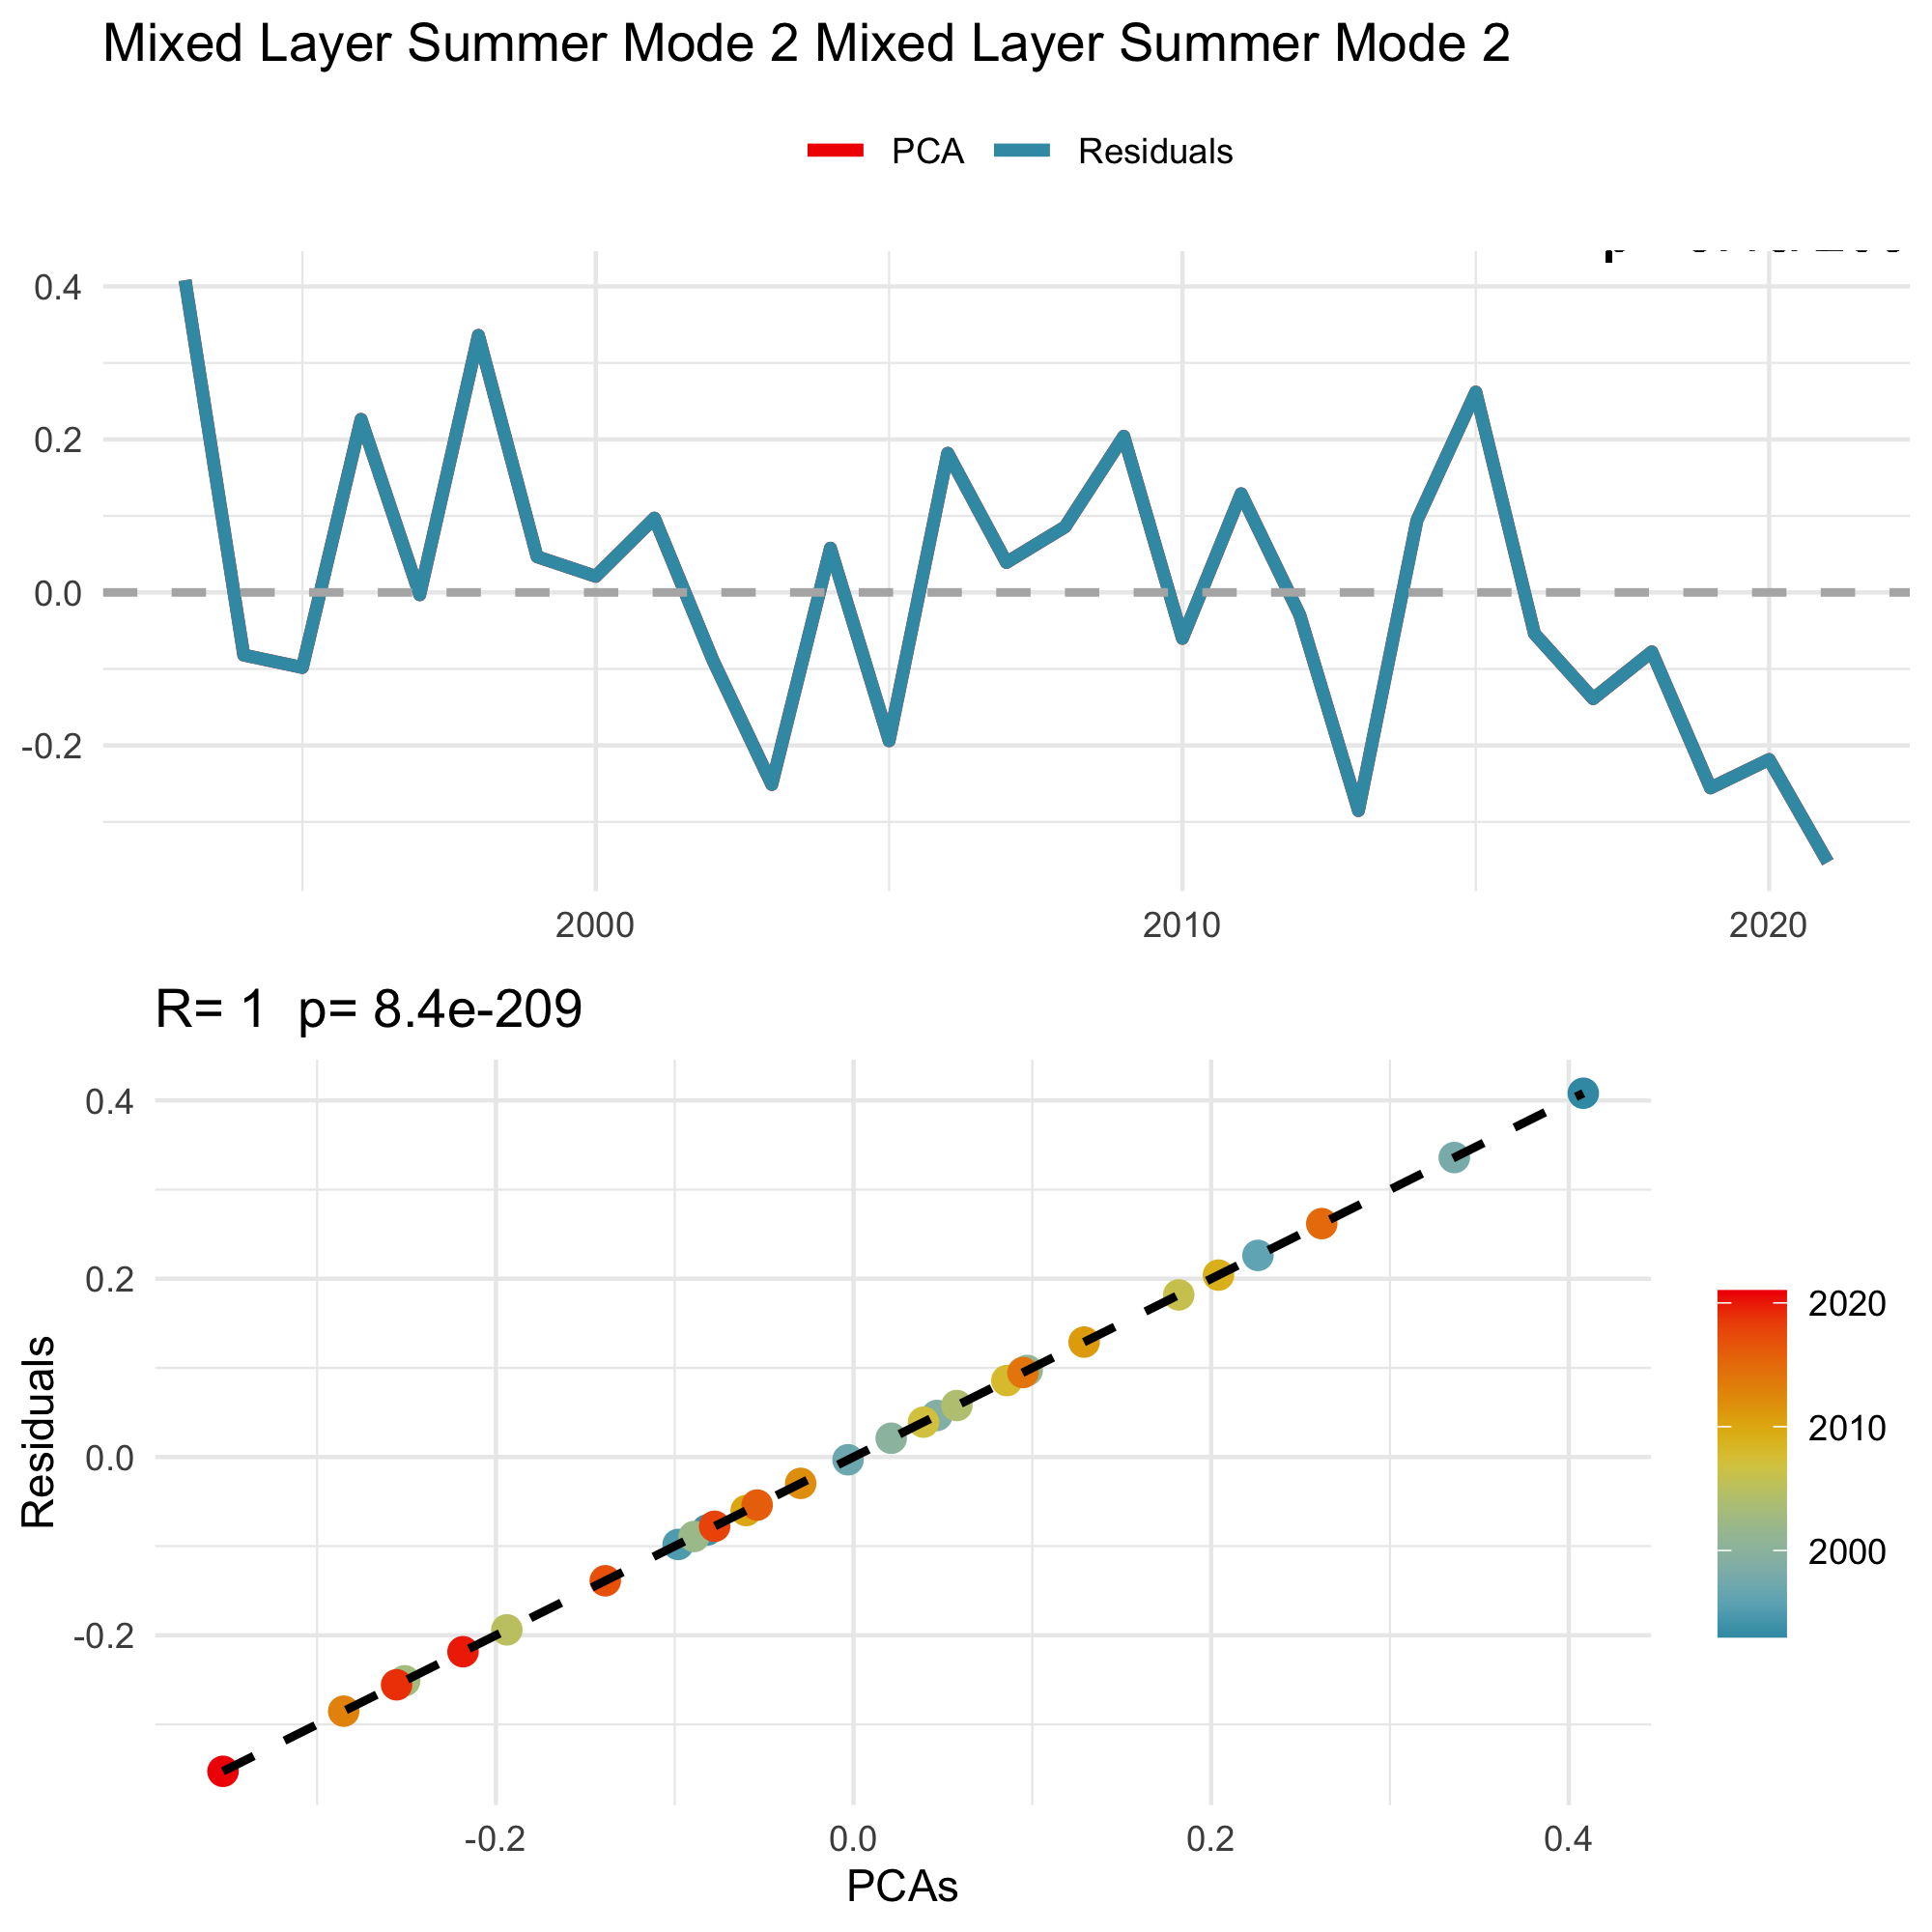 Mixed Layer Summer Mode 2 Mixed Layer Summer Mode 2
PCA Residuals
0.4
0.2
0.0
-0.2
2000 2010 2020
R= 1 p= 8.4e-209
Residuals
0.4
0.2
0.0
-0.2
-0.2 0.0 0.2 0.4
PCAs
2020
2010
2000